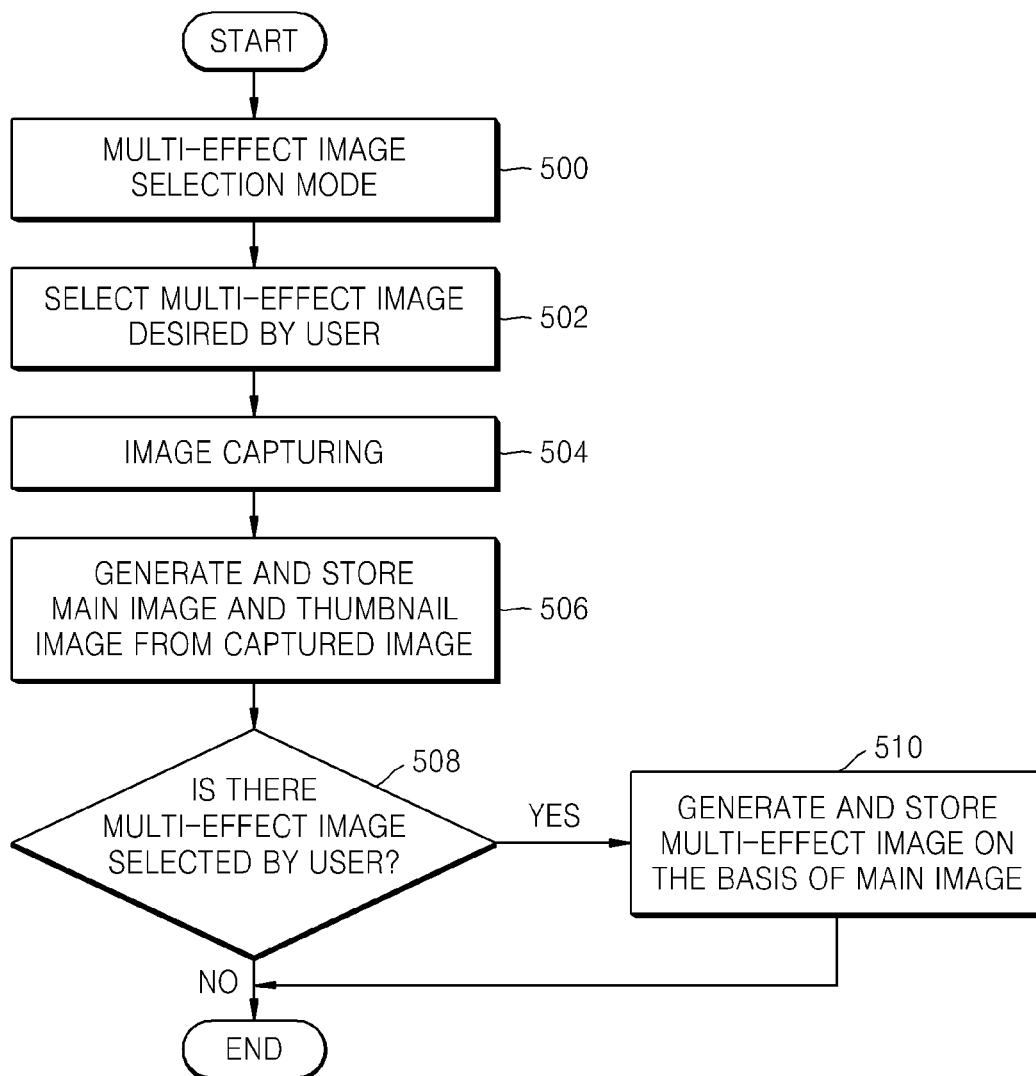 START
MULTI-EFFECT IMAGE
SELECTION MODE
500
SELECT MULTI-EFFECT IMAGE
DESIRED BY USER
502
IMAGE CAPTURING
504
GENERATE AND STORE
MAIN IMAGE AND THUMBNAIL
IMAGE FROM CAPTURED IMAGE
506
508
IS THERE
MULTI-EFFECT IMAGE
SELECTED BY USER?
YES
510
GENERATE AND STORE
MULTI-EFFECT IMAGE ON
THE BASIS OF MAIN IMAGE
NO
END